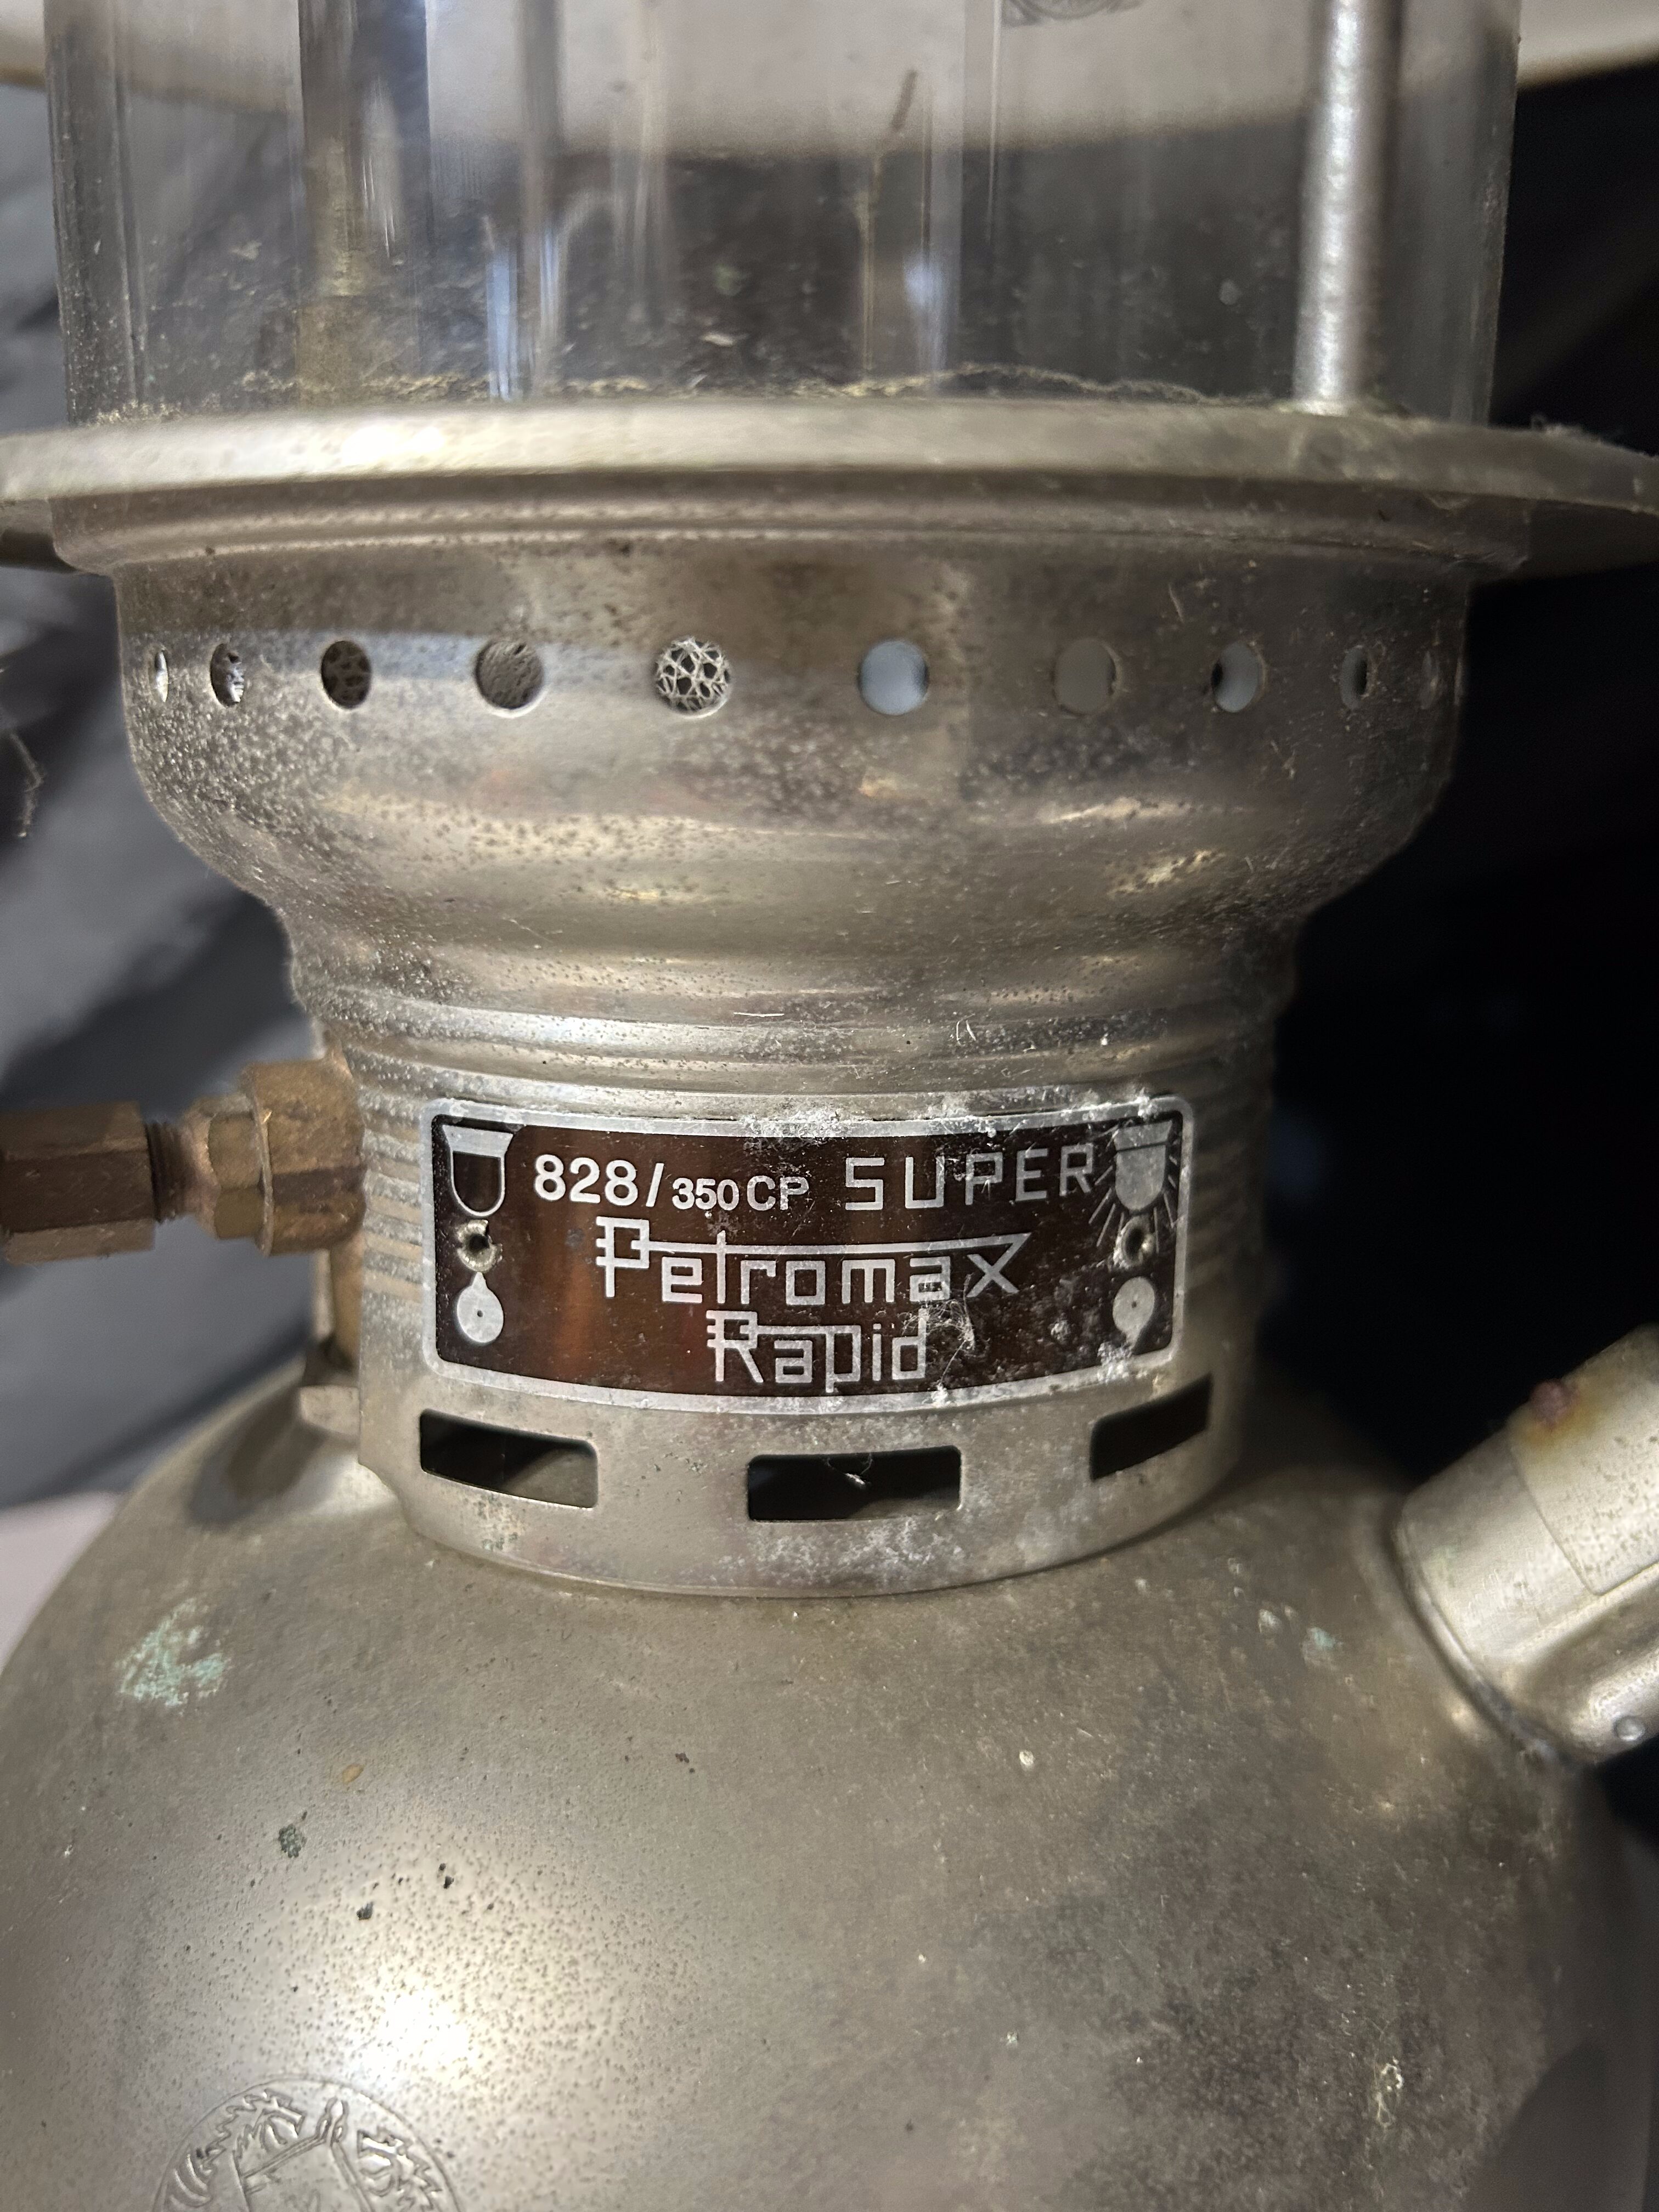 828/350CP SUPER
Petromax
Rapid